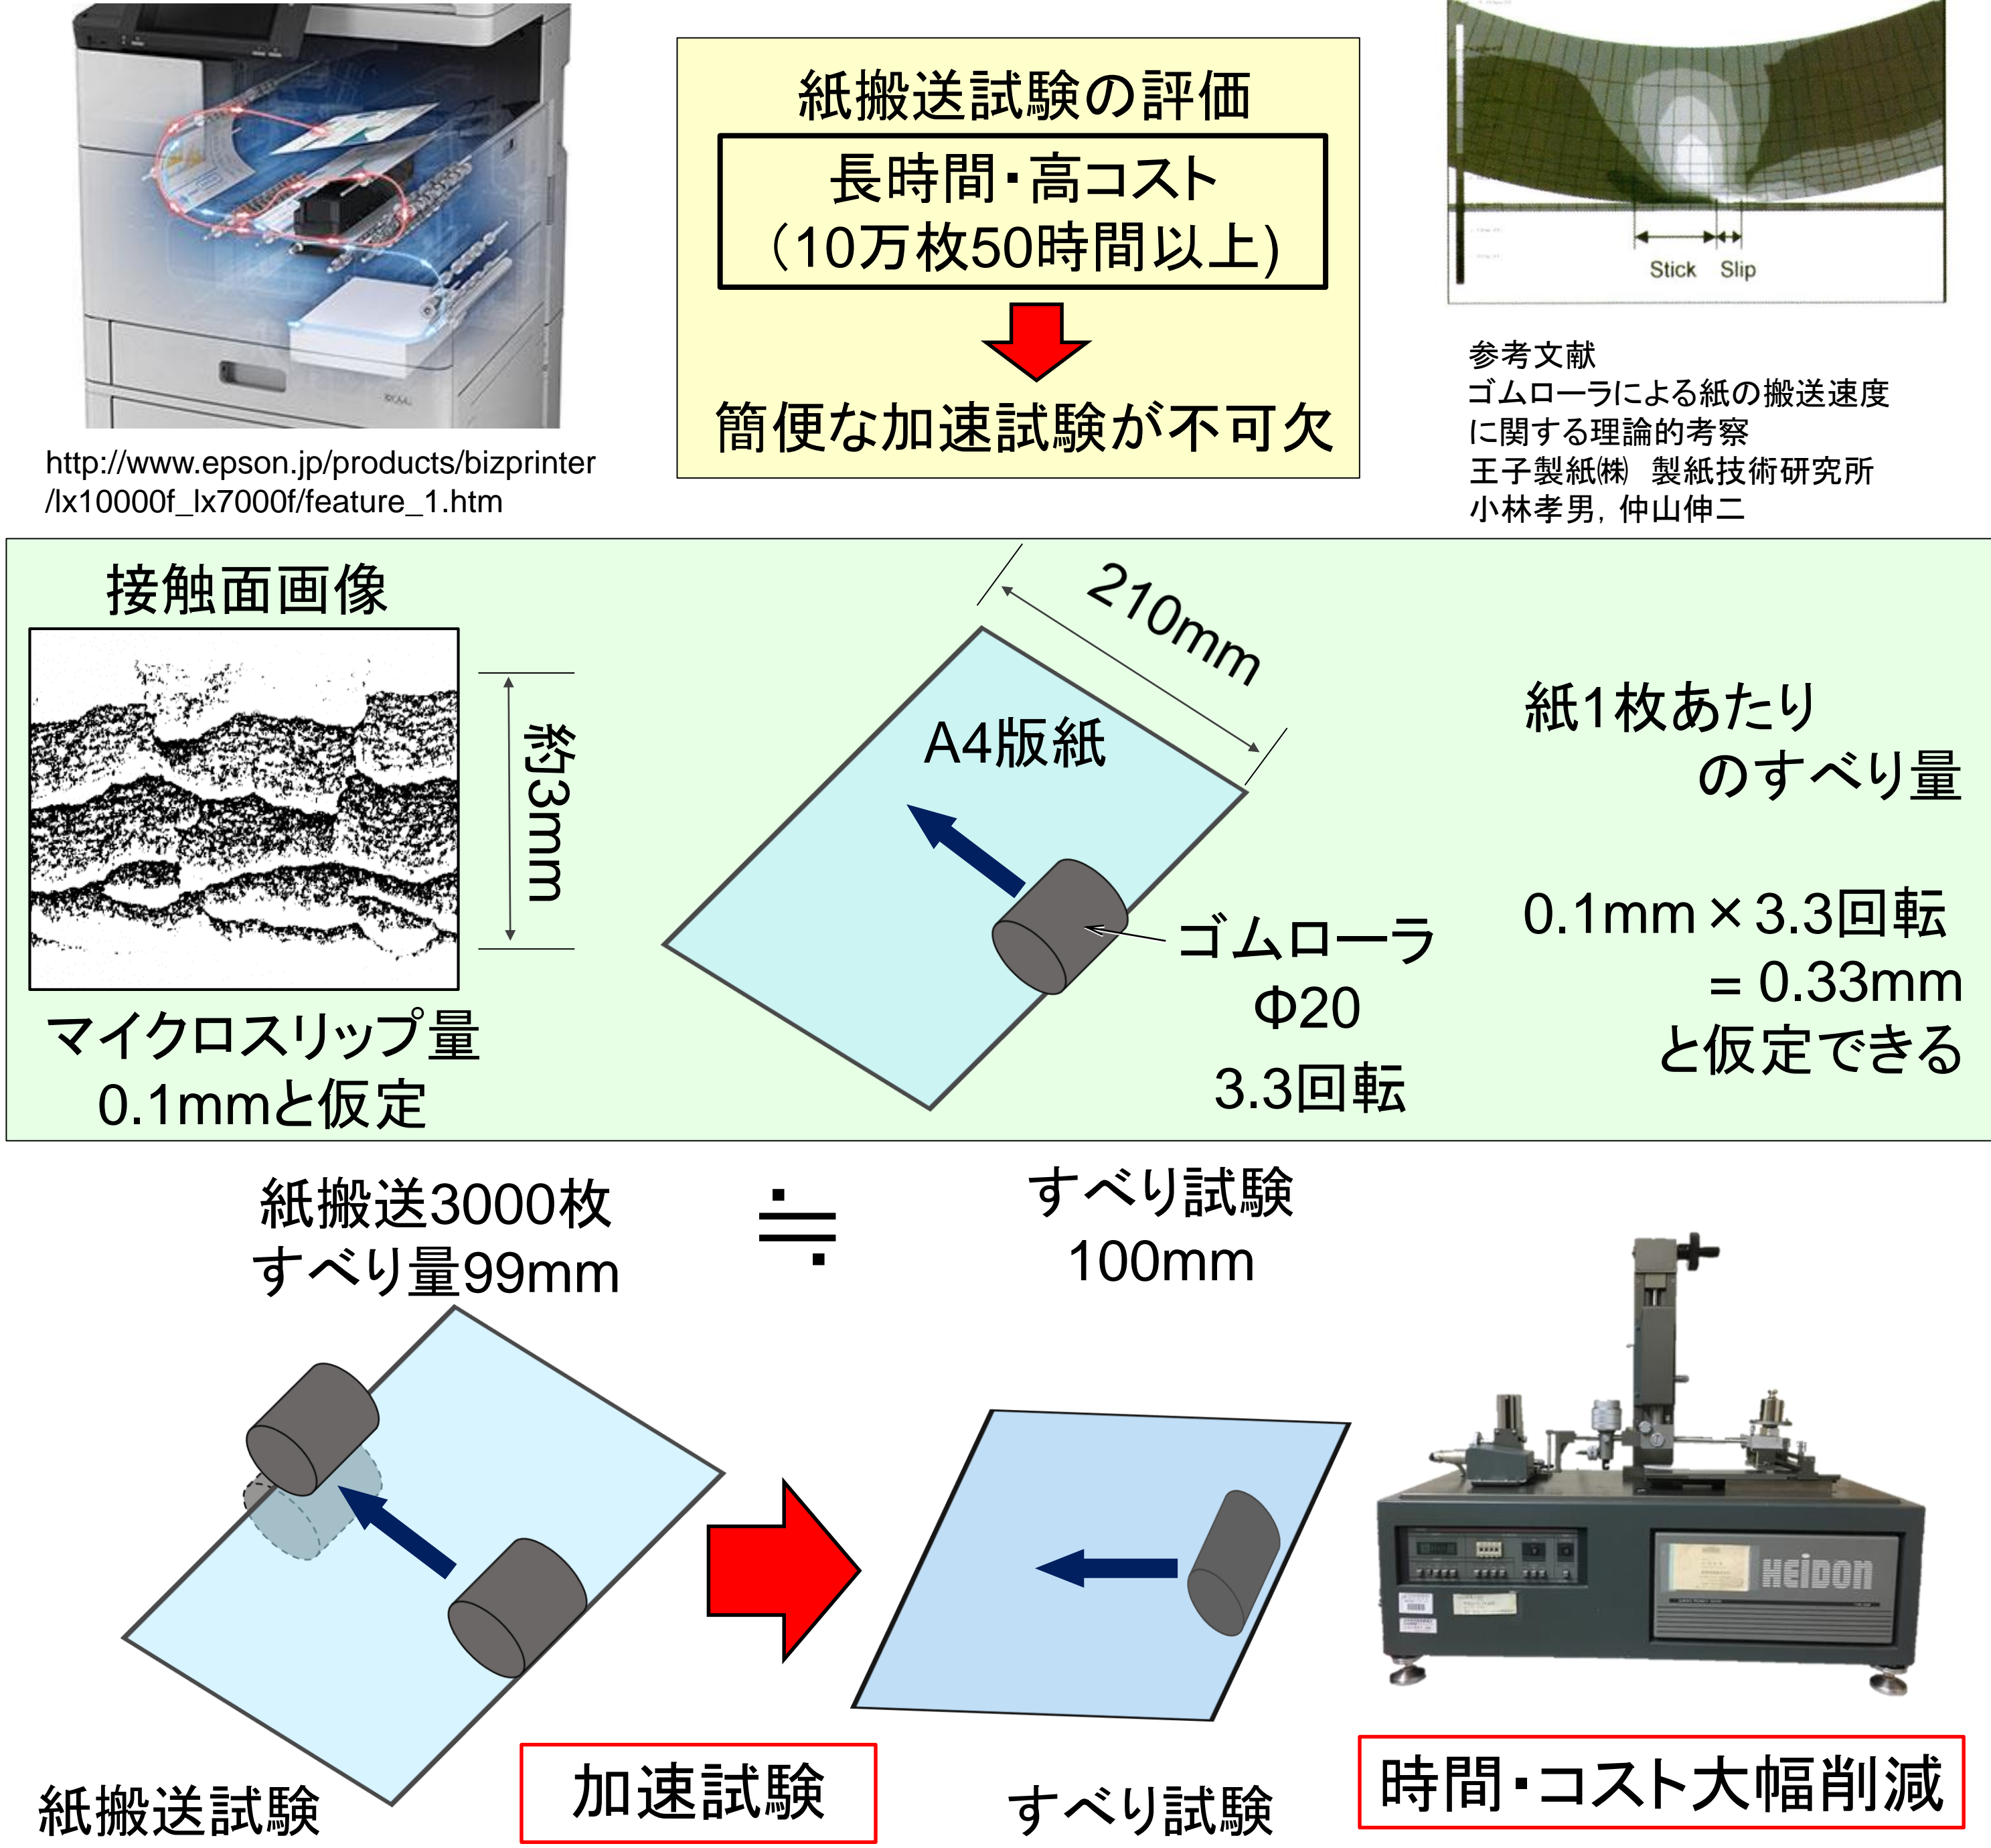 紙搬送試験の評価
長時間・高コスト
（10万枚50時間以上)
簡便な加速試験が不可欠
Stick Slip
http://www.epson.jp/products/bizprinter
/lx10000f_lx7000f/feature_1.htm
参考文献
ゴムローラによる紙の搬送速度
に関する理論的考察
王子製紙㈱ 製紙技術研究所
小林孝男, 仲山伸二
接触面画像
約3mm
マイクロスリップ量
0.1mmと仮定
210mm
A4版紙
ゴムローラ
Φ20
3.3回転
紙1枚あたり
のすべり量
0.1mm×3.3回転
= 0.33mm
と仮定できる
紙搬送3000枚
すべり量99mm
≒
すべり試験
100mm
HEIDON
紙搬送試験
加速試験
すべり試験
時間・コスト大幅削減